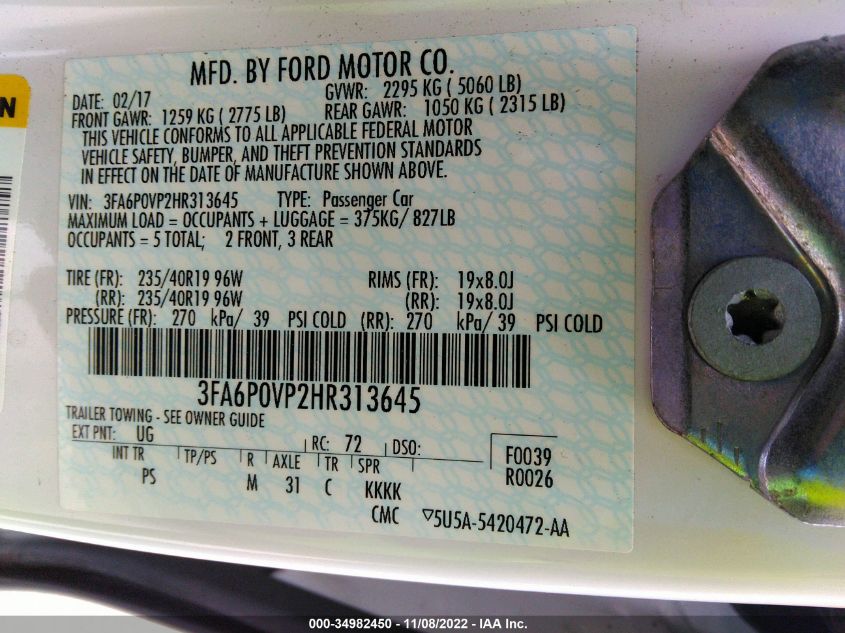 N
MFD. BY FORD MOTOR CO.
DATE: 02/17 GVWR: 2295 KG ( 5060 LB)
FRONT GAWR: 1259 KG ( 2775 LB) REAR GAWR: 1050 KG ( 2315LB)
THIS VEHICLE CONFORMS TO ALL APPLICABLE FEDERAL MOTOR
VEHICLE SAFETY, BUMPER, AND THEFT PREVENTION STANDARDS
IN EFFECT ON THE DATE OF MANUFACTURE SHOWN ABOVE.
VIN: 3FA6P0VP2HR313645 TYPE: Passenger Car
MAXIMUM LOAD = OCCUPANTS + LUGGAGE = 375KG/ 827LB
OCCUPANTS = 5 TOTAL; 2 FRONT, 3 REAR
TIRE (FR): 235/40R19 96W RIMS (FR): 19x8.0J
(RR): 235/40R19 96W (RR): 19x8.0J
PRESSURE (FR): 270 kPa/ 39 PSI COLD (RR): 270 kPa/ 39 PSI COLD
3FA6P0VP2HR313645
TRAILER TOWING - SEE OWNER GUIDE
EXT PNT: UG RC: 72 DSO: F0039
INT TR TP/PS R AXLE TR SPR R0026
PS M 31 C KKKK
CMC ▽5U5A-5420472-AA
000-34982450 - 11/08/2022 - IAA Inc.